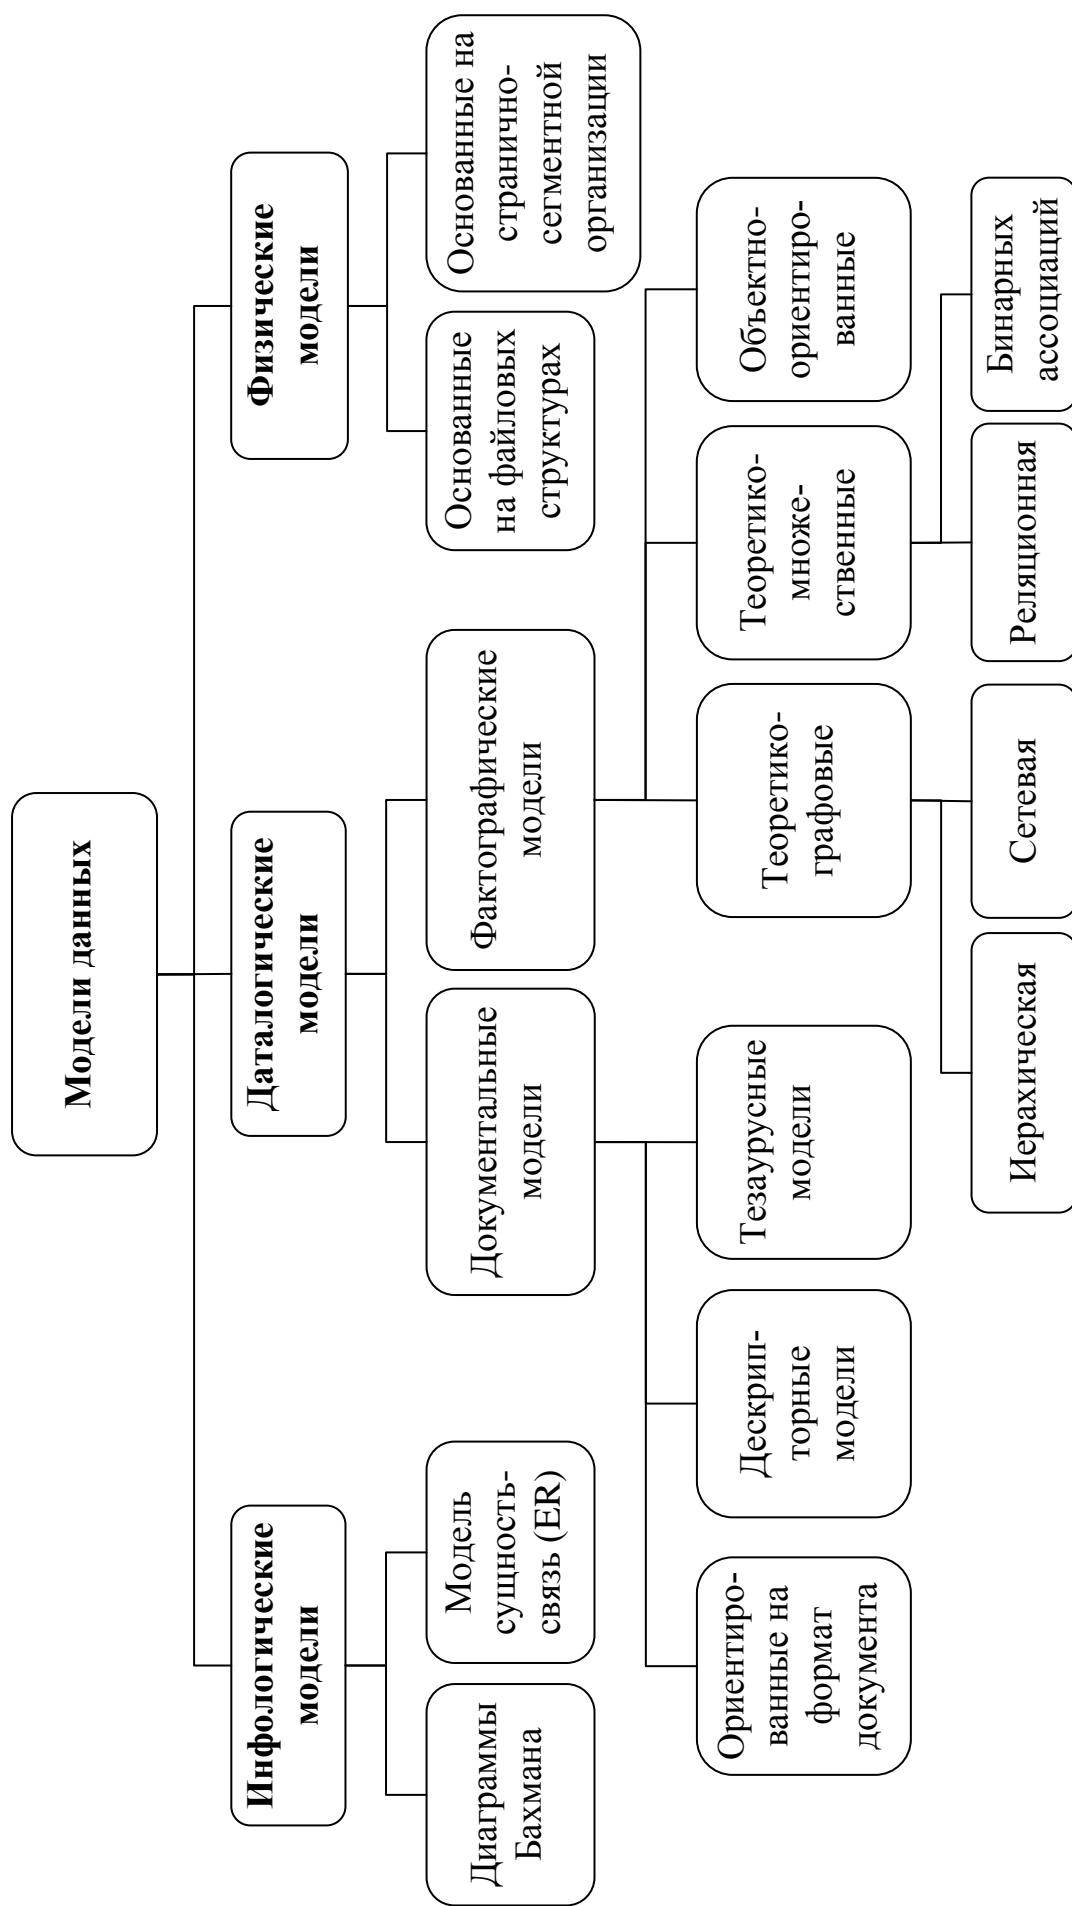 Модели данных
Инфологические
модели
Даталогические
модели
Физические
модели
Диаграммы
Бахмана
Модель
сущность-
связь (ER)
Документальные
модели
Фактографические
модели
Основанные
на файловых
структурах
Основанные на
странично-
сегментной
организации
Ориентиро-
ванные на
формат
документа
Дескрип-
торные
модели
Тезаурусные
модели
Теоретико-
графовые
Теоретико-
множе-
ственные
Объектно-
ориентиро-
ванные
Иерахическая
Сетевая
Реляционная
Бинарных
ассоциаций